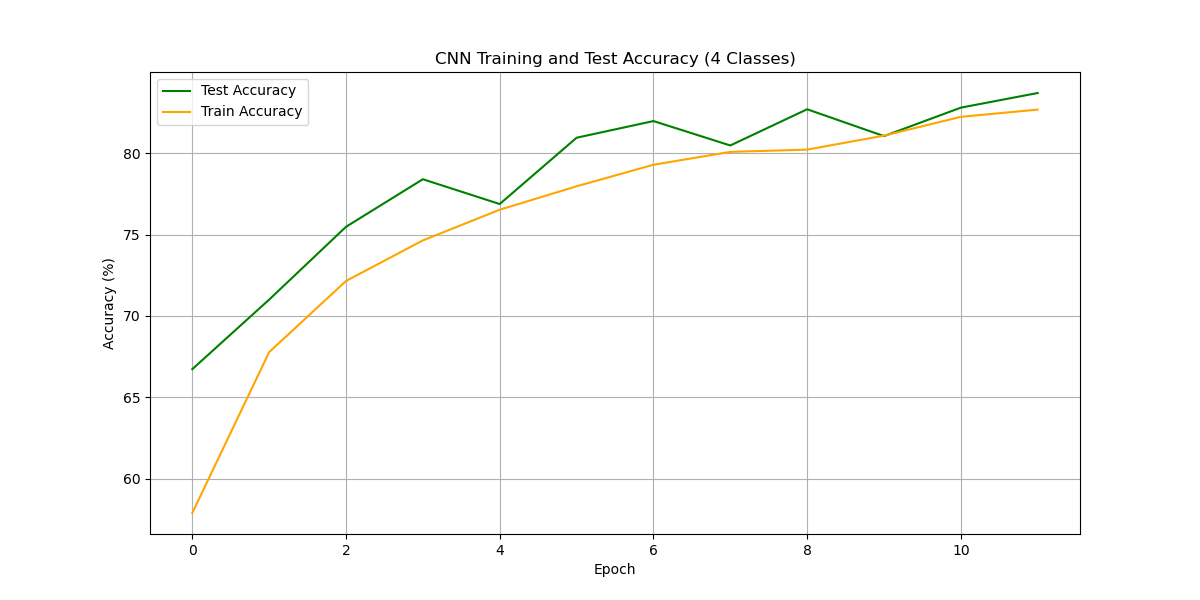 CNN Training and Test Accuracy (4 Classes)
Test Accuracy
Train Accuracy
Accuracy (%)
80
75
70
65
60
0 2 4 6 8 10
Epoch